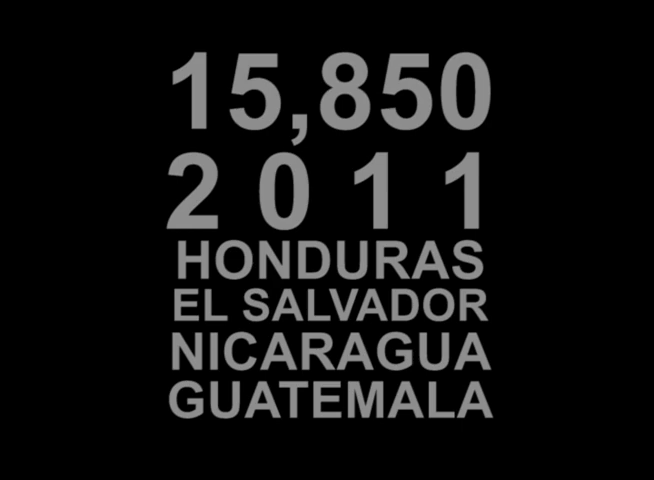 15,850
2 0 1 1
HONDURAS
EL SALVADOR
NICARAGUA
GUATEMALA